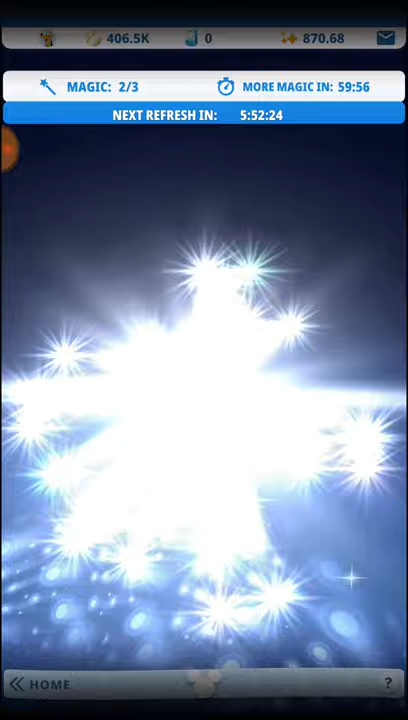 406.5K 0 870.68
MAGIC: 2/3 MORE MAGIC IN: 59:56
NEXT REFRESH IN: 5:52:24
HOME ?